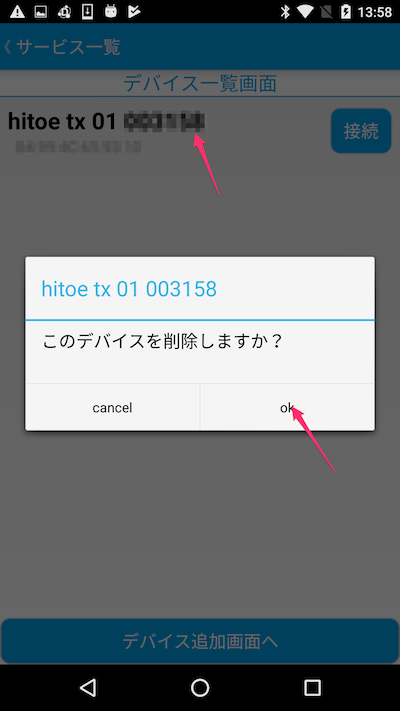 13:58
サービス一覧
デバイス一覧画面
hitoe tx 01
接続
hitoe tx 01 003158
このデバイスを削除しますか？
cancel
ok
デバイス追加画面へ